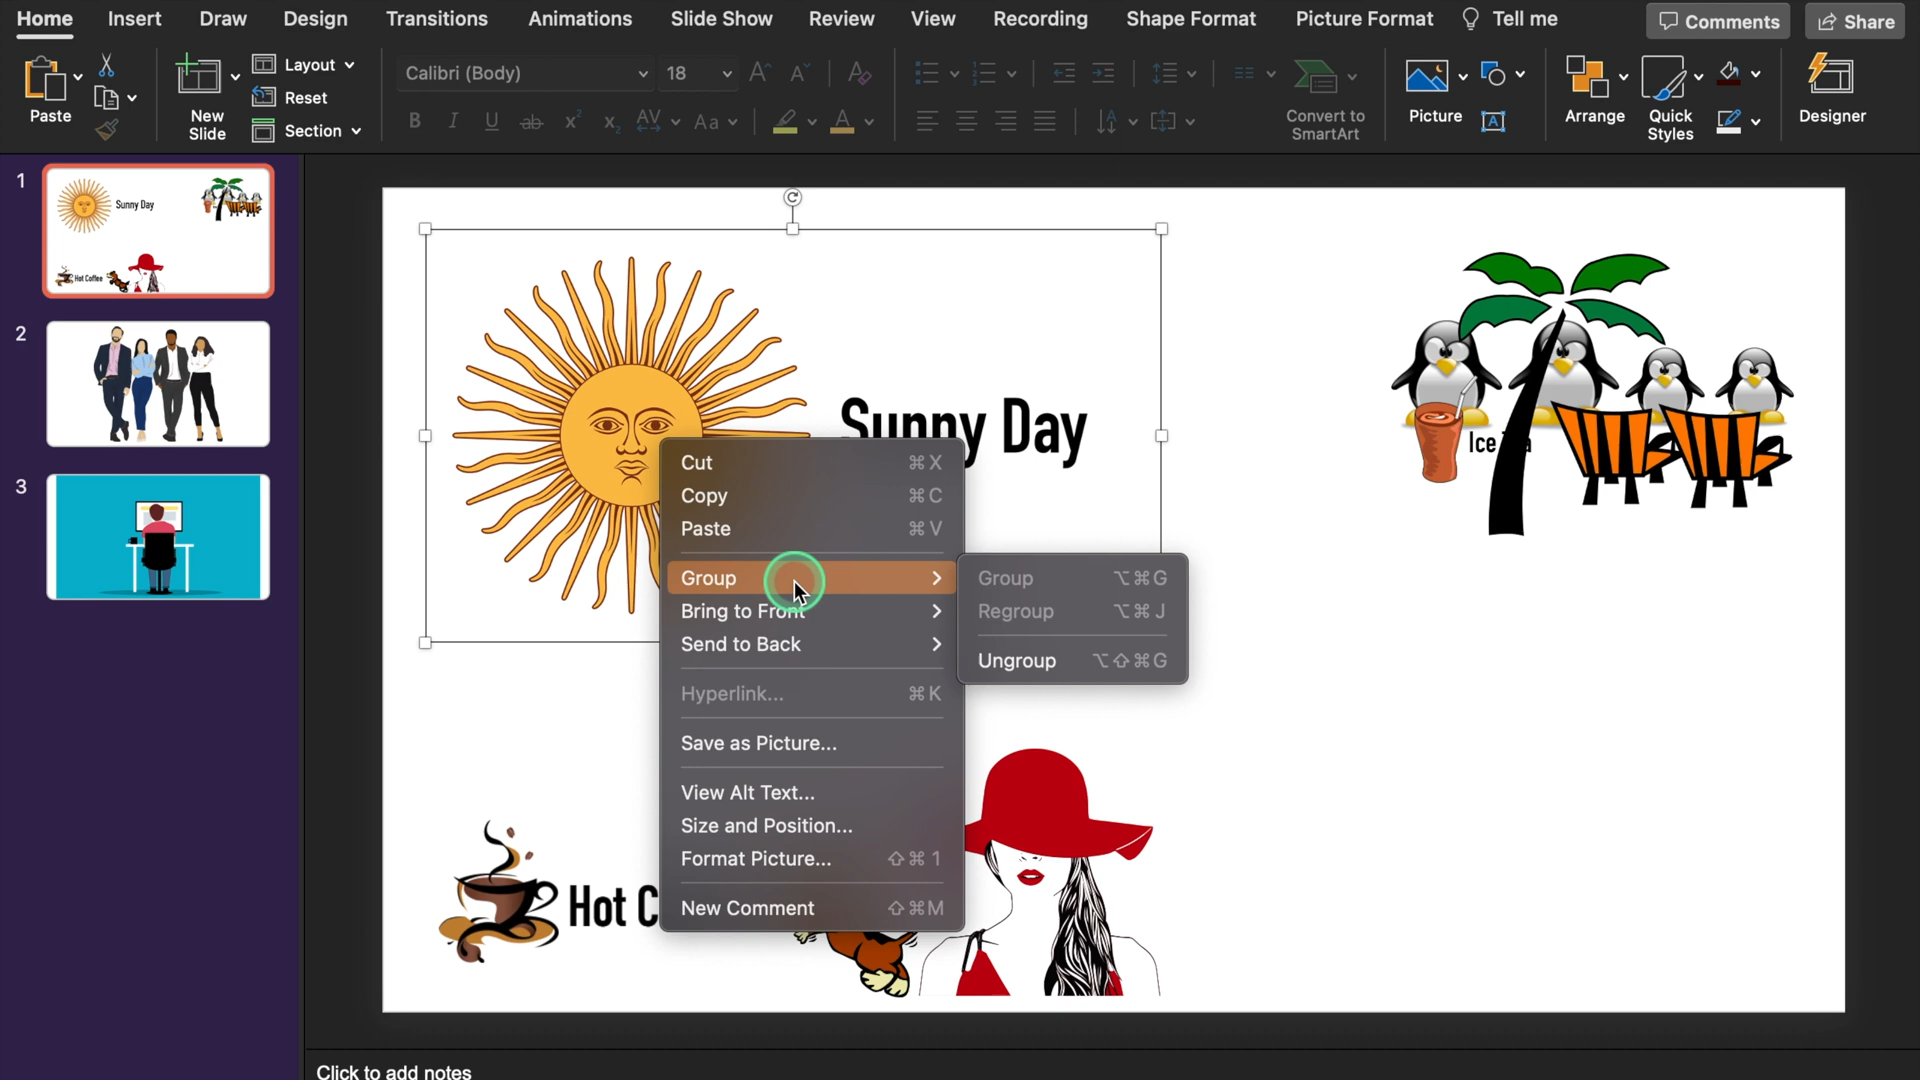 Home Insert Draw Design Transitions Animations Slide Show Review View Recording Shape Format Picture Format Tell me Comments Share
Paste
New
Slide
Layout
Reset
Section
Calibri (Body) 18
Convert to
SmartArt
Picture
Arrange
Quick
Styles
Designer
1
Sunny Day
Hot Coffee
2
3
Sunny Day
Ice
Hot C
Cut ⌘X
Copy ⌘C
Paste ⌘V
Group
Bring to Front
Send to Back
Hyperlink... ⌘K
Save as Picture...
View Alt Text...
Size and Position...
Format Picture... ⇧⌘1
New Comment ⇧⌘M
Group ⌥⌘G
Regroup ⌥⌘J
Ungroup ⌥⇧⌘G
Click to add notes